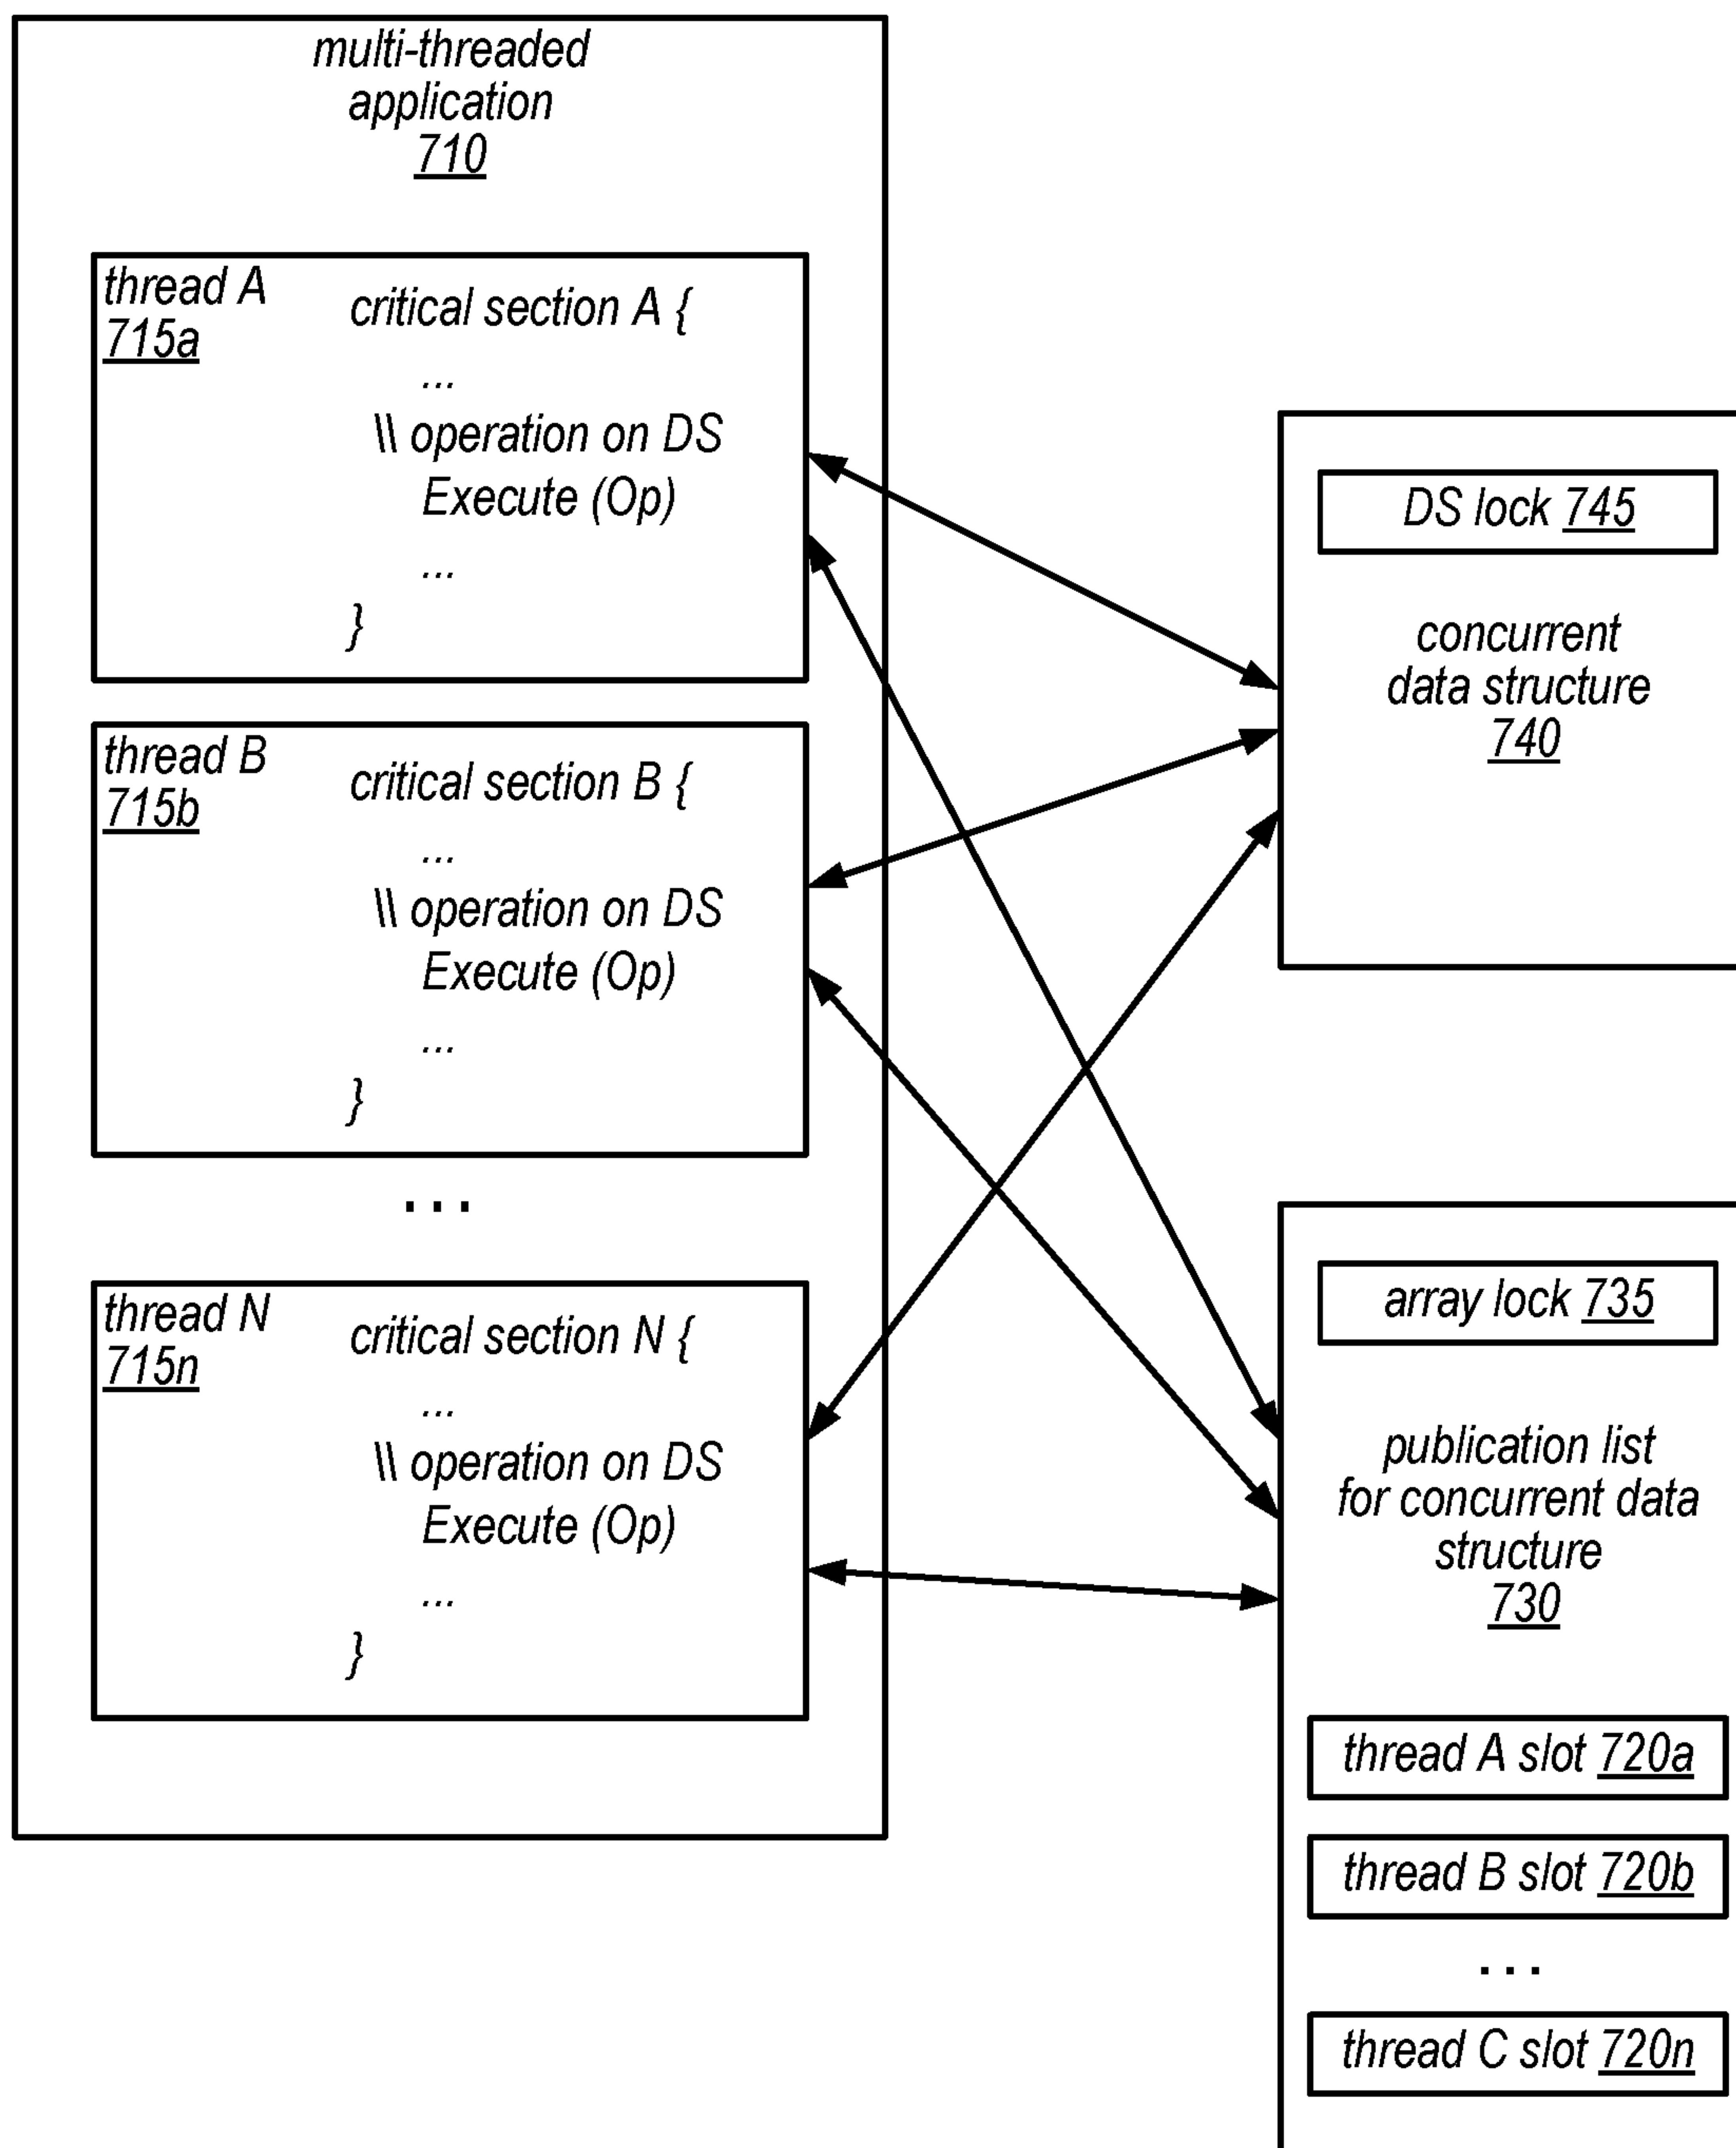 multi-threaded
application
710
thread A
715a
critical section A {
...
\\ operation on DS
Execute (Op)
...
}
thread B
715b
critical section B {
...
\\ operation on DS
Execute (Op)
...
}
...
thread N
715n
critical section N {
...
\\ operation on DS
Execute (Op)
...
}
DS lock 745
concurrent
data structure
740
array lock 735
publication list
for concurrent data
structure
730
thread A slot 720a
thread B slot 720b
...
thread C slot 720n